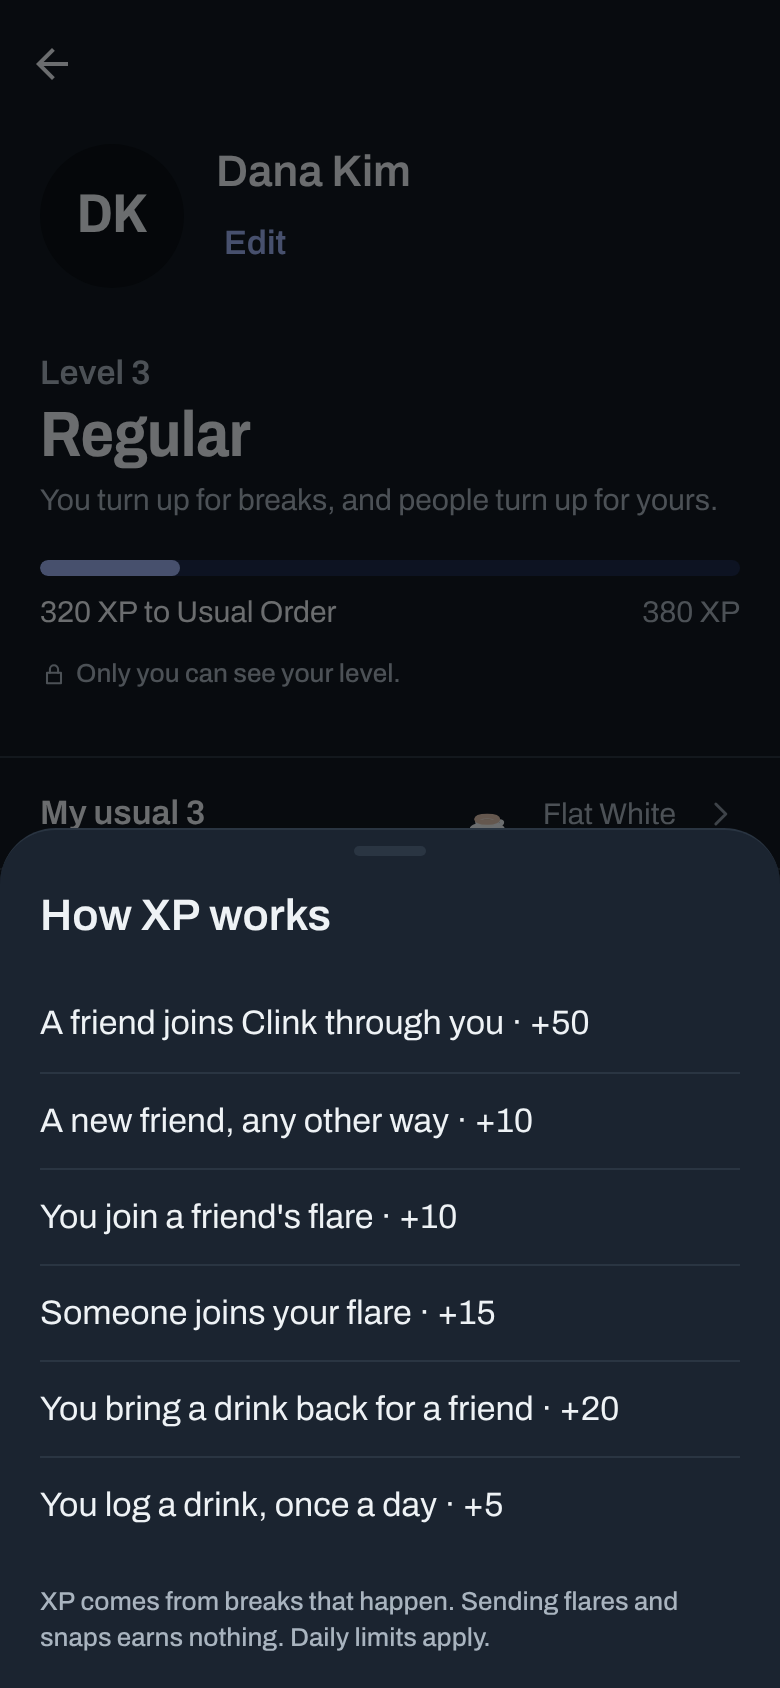 DK
Dana Kim
Edit
Level 3
Regular
You turn up for breaks, and people turn up for yours.
320 XP to Usual Order
380 XP
Only you can see your level.
My usual 3
Flat White
How XP works
A friend joins Clink through you · +50
A new friend, any other way · +10
You join a friend's flare · +10
Someone joins your flare · +15
You bring a drink back for a friend · +20
You log a drink, once a day · +5
XP comes from breaks that happen. Sending flares and
snaps earns nothing. Daily limits apply.